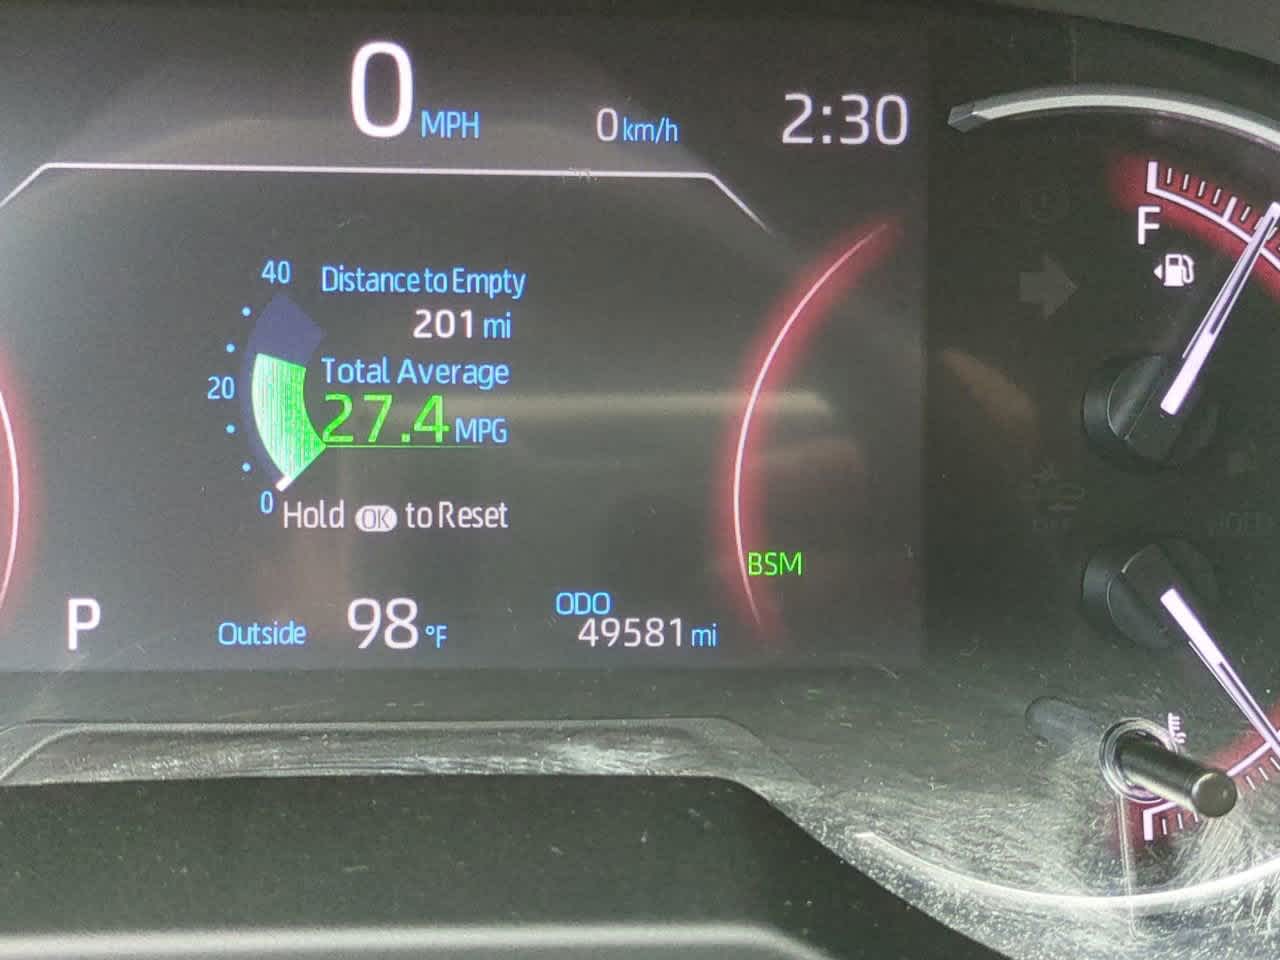 0 MPH 0 km/h 2:30
F
40 Distance to Empty
201 mi
Total Average
20 27.4 MPG
0 Hold OK to Reset
BSM
P Outside 98 °F ODO 49581 mi